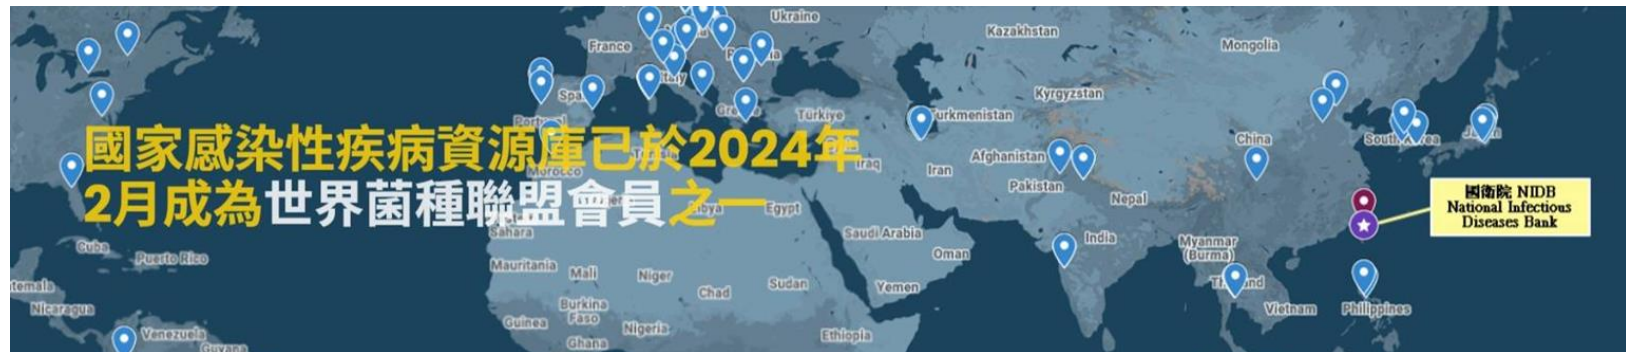 Ukraine
Kazakhstan
Mongolia
France
Italy
Kyrgyzstan
Türkiye
Turkmenistan
China
Afghanistan
Iran
Iraq
Pakistan
Nepal
國家感染性疾病資源庫已於2024年
2月成為世界菌種聯盟會員之一
Morocco
Egypt
國衛院 NIDB
National Infectious
Diseases Bank
Sahara
Saudi Arabia
India
Myanmar
(Burma)
Cuba
Puerto Rico
Oman
Mauritania
Mali
Niger
Chad
Sudan
Yemen
Nicaragua
Burkina
Faso
Guinea
Nigeria
Ghana
Ethiopia
Vietnam
Philippines
Venezuela